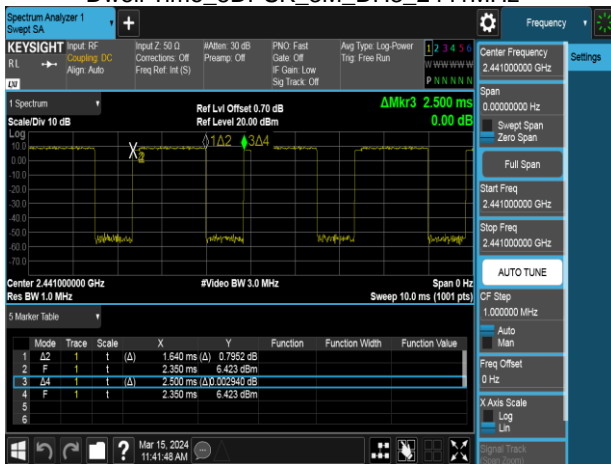 Dwell Time_8DPSK_3M_DH3_2441MHz
Spectrum Analyzer 1
Swept SA
Frequency
KEYSIGHT
RL
Input: RF
Coupling: DC
Align: Auto
Input Z: 50 Ω
Corrections: Off
Freq Ref: Int (S)
#Atten: 30 dB
Preamp: Off
PNO: Fast
Gate: Off
IF Gain: Low
Sig Track: Off
Avg Type: Log-Power
Trig: Free Run
1 2 3 4 5 6
W W W W W W
P N N N N N
LXI
Center Frequency
2.441000000 GHz
Settings
1 Spectrum
Scale/Div 10 dB
Ref Lvl Offset 0.70 dB
Ref Level 20.00 dBm
ΔMkr3 2.500 ms
0.00 dB
Span
0.00000000 Hz
Swept Span
Zero Span
Full Span
Start Freq
2.441000000 GHz
Stop Freq
2.441000000 GHz
AUTO TUNE
CF Step
1.000000 MHz
Auto
Man
Freq Offset
0 Hz
X Axis Scale
Log
Lin
Signal Track
(Span Zoom)
Log
1Δ2
3Δ4
X
10.0
0.00
-10.0
-20.0
-30.0
-40.0
-50.0
-60.0
-70.0
Center 2.441000000 GHz
Res BW 1.0 MHz
#Video BW 3.0 MHz
Span 0 Hz
Sweep 10.0 ms (1001 pts)
5 Marker Table
Mode Trace Scale X Y Function Function Width Function Value
1 Δ2 1 t (Δ) 1.640 ms (Δ) 0.7952 dB
2 F 1 t 2.350 ms 6.423 dBm
3 Δ4 1 t (Δ) 2.500 ms (Δ) 0.002940 dB
4 F 1 t 2.350 ms 6.423 dBm
5
6
?
Mar 15, 2024
11:41:48 AM